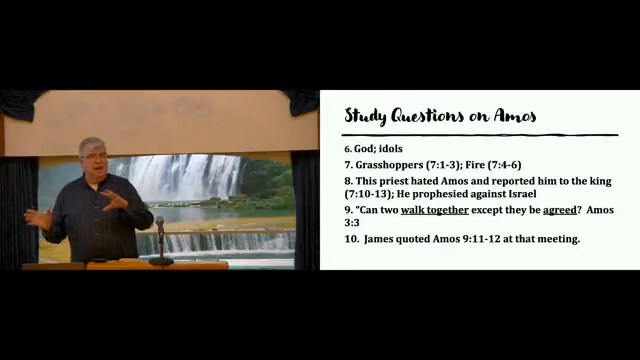 Study Questions on Amos
6. God; idols
7. Grasshoppers (7:1-3); Fire (7:4-6)
8. This priest hated Amos and reported him to the king
(7:10-13); He prophesied against Israel
9. "Can two walk together except they be agreed?  Amos
3:3
10.  James quoted Amos 9:11-12 at that meeting.